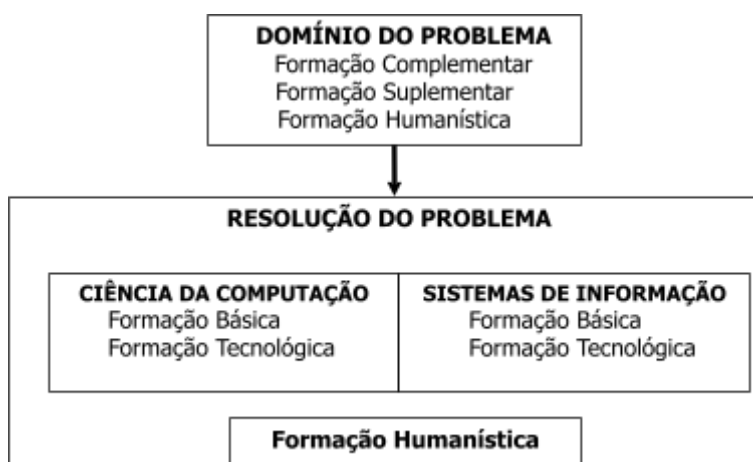 DOMÍNIO DO PROBLEMA
Formação Complementar
Formação Suplementar
Formação Humanística
RESOLUÇÃO DO PROBLEMA
CIÊNCIA DA COMPUTAÇÃO
Formação Básica
Formação Tecnológica
SISTEMAS DE INFORMAÇÃO
Formação Básica
Formação Tecnológica
Formação Humanística